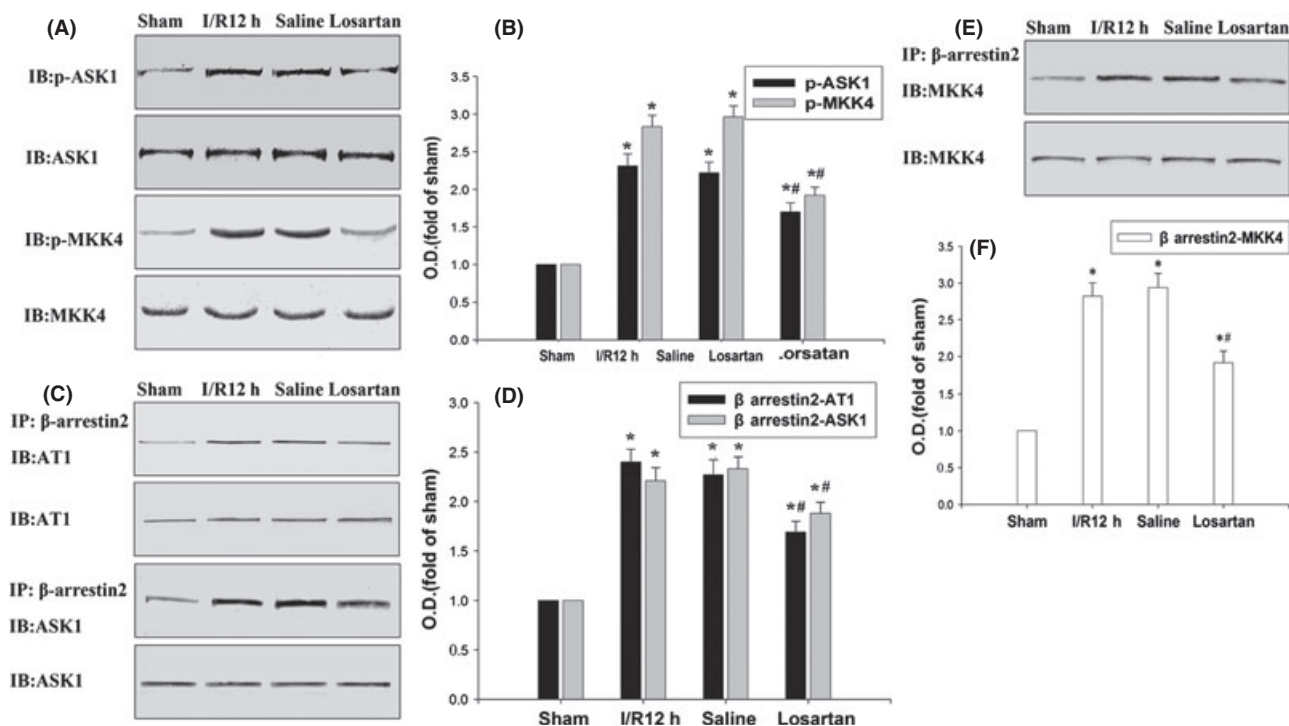 (A)
Sham I/R12 h Saline Losartan
IB:p-ASK1
IB:ASK1
IB:p-MKK4
IB:MKK4
(B)
3.5
3.0
2.5
2.0
1.5
1.0
0.5
0.0
O.D.(fold of sham)
p-ASK1
p-MKK4
* * * * *# *#
Sham I/R12 h Saline Losartan .orsatan
(C)
Sham I/R12 h Saline Losartan
IP: β-arrestin2
IB:AT1
IB:AT1
IP: β-arrestin2
IB:ASK1
IB:ASK1
(D)
3.0
2.5
2.0
1.5
1.0
0.5
0.0
O.D.(fold of sham)
β arrestin2-AT1
β arrestin2-ASK1
* * * * *# *#
Sham I/R12 h Saline Losartan
(E)
Sham I/R12 h Saline Losartan
IP: β-arrestin2
IB:MKK4
IB:MKK4
(F)
3.5
3.0
2.5
2.0
1.5
1.0
0.5
0.0
O.D.(fold of sham)
β arrestin2-MKK4
* * *#
Sham I/R12 h Saline Losartan